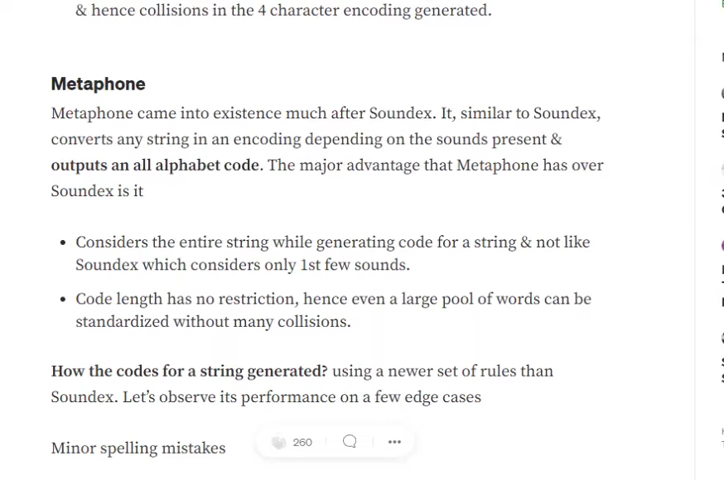 & hence collisions in the 4 character encoding generated.
Metaphone
Metaphone came into existence much after Soundex. It, similar to Soundex,
converts any string in an encoding depending on the sounds present &
outputs an all alphabet code. The major advantage that Metaphone has over
Soundex is it
• Considers the entire string while generating code for a string & not like
Soundex which considers only 1st few sounds.
• Code length has no restriction, hence even a large pool of words can be
standardized without many collisions.
How the codes for a string generated? using a newer set of rules than
Soundex. Let’s observe its performance on a few edge cases
Minor spelling mistakes
260